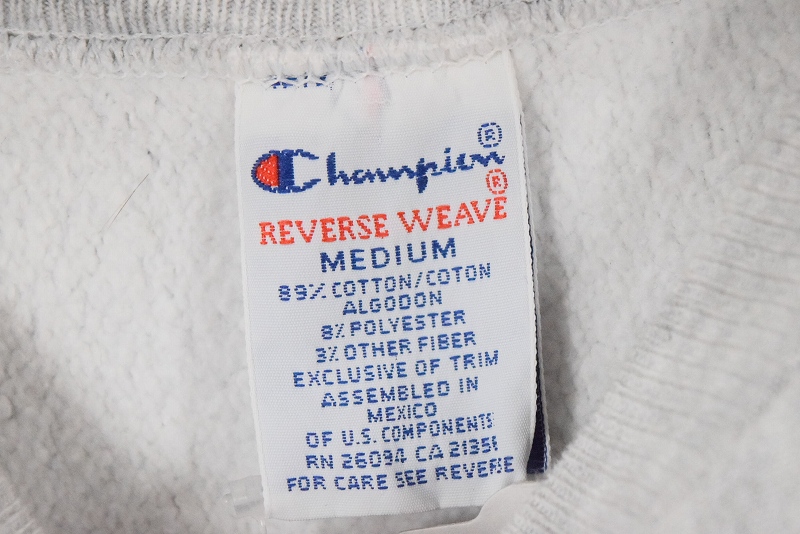 Champion®
REVERSE WEAVE®
MEDIUM
89% COTTON/COTON
ALGODON
8% POLYESTER
3% OTHER FIBER
EXCLUSIVE OF TRIM
ASSEMBLED IN
MEXICO
OF U.S. COMPONENTS
RN 26094 CA
FOR CARE SEE REVERSE